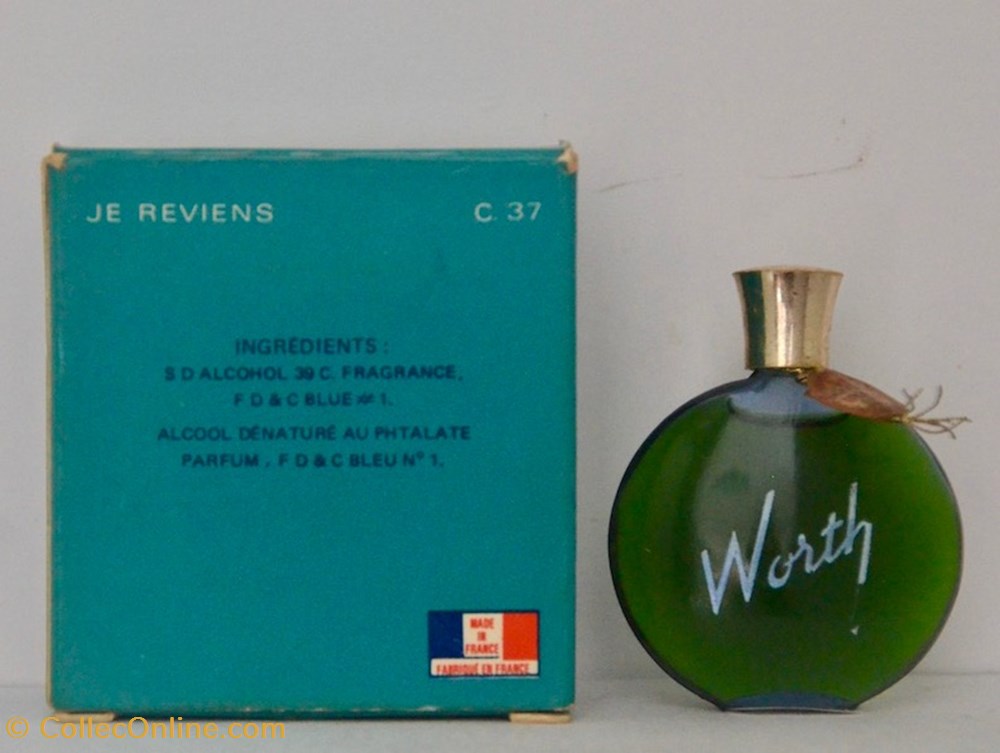 JE REVIENS C. 37
INGRÉDIENTS :
S D ALCOHOL 39 C. FRAGRANCE,
F D & C BLUE # 1.
ALCOOL DÉNATURÉ AU PHTALATE
PARFUM, F D & C BLEU Nº 1.
MADE
IN
FRANCE
FABRIQUÉ EN FRANCE
Worth
© CollecOnline.com